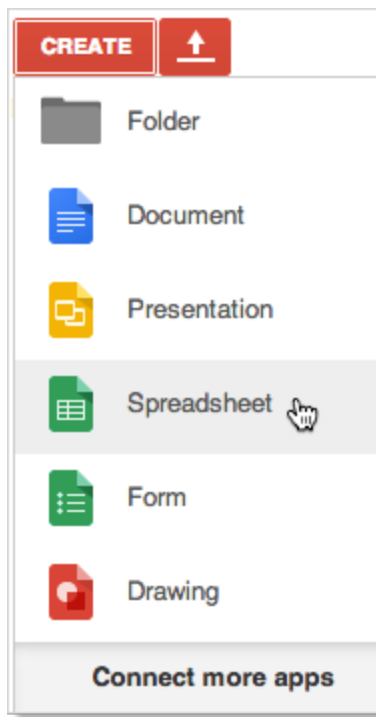 CREATE
Folder
Document
Presentation
Spreadsheet
Form
Drawing
Connect more apps